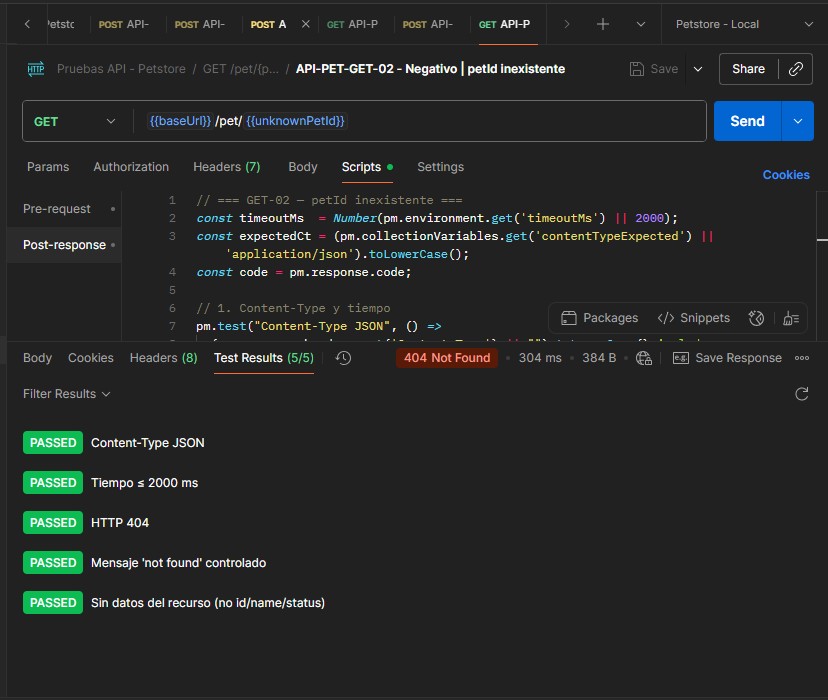 Petstc POST API- POST API- POST A GET API-P POST API- GET API-P Petstore - Local
HTTP Pruebas API - Petstore / GET /pet/{p... / API-PET-GET-02 - Negativo | petId inexistente Save Share
GET {{baseUrl}} /pet/ {{unknownPetId}} Send
Params Authorization Headers (7) Body Scripts Settings Cookies
Pre-request
Post-response
1 // === GET-02 — petId inexistente ===
2 const timeoutMs = Number(pm.environment.get('timeoutMs') || 2000);
3 const expectedCt = (pm.collectionVariables.get('contentTypeExpected') ||
'application/json').toLowerCase();
4 const code = pm.response.code;
5
6 // 1. Content-Type y tiempo
7 pm.test("Content-Type JSON", () =>
Packages </> Snippets
Body Cookies Headers (8) Test Results (5/5) 404 Not Found 304 ms 384 B e.g. Save Response
Filter Results
PASSED Content-Type JSON
PASSED Tiempo ≤ 2000 ms
PASSED HTTP 404
PASSED Mensaje 'not found' controlado
PASSED Sin datos del recurso (no id/name/status)